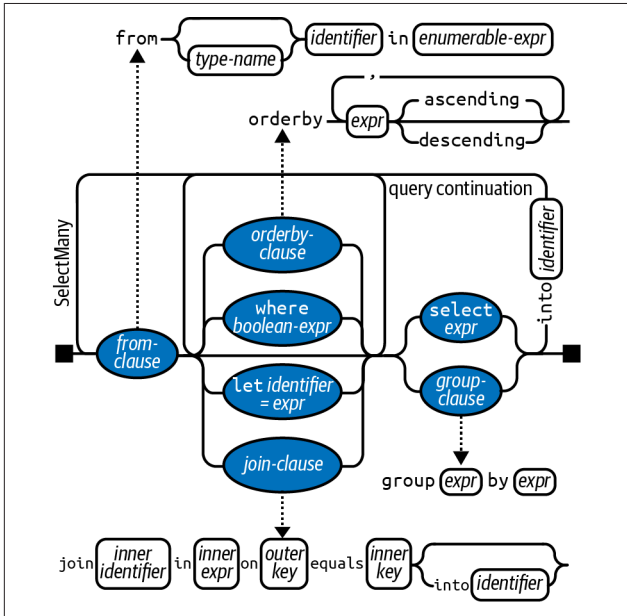 from type-name identifier in enumerable-expr
,
orderby expr ascending
descending
query continuation
SelectMany
into identifier
orderby-
clause
where
boolean-expr
select
expr
from-
clause
let identifier
= expr
group-
clause
join-clause
group expr by expr
join inner identifier in inner expr on outer key equals inner key
into identifier